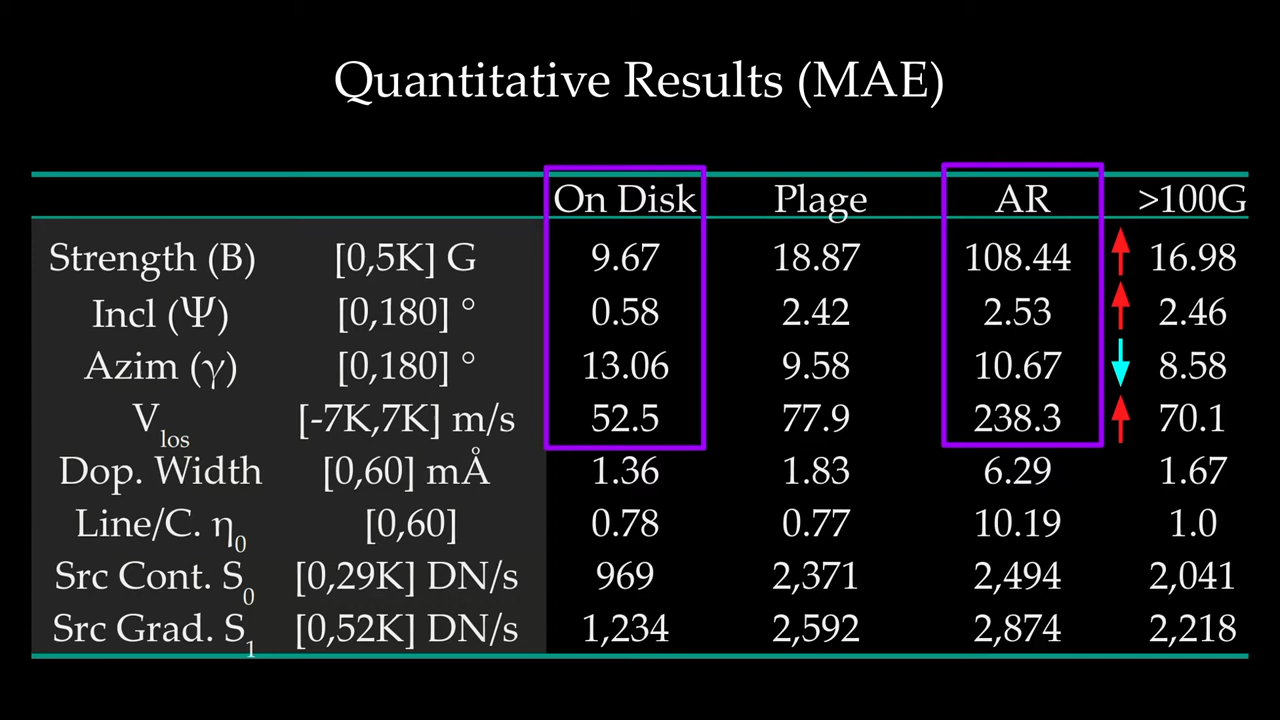 Quantitative Results (MAE)
On Disk Plage AR >100G
Strength (B) [0,5K] G 9.67 18.87 108.44 16.98
Incl (Ψ) [0,180] ° 0.58 2.42 2.53 2.46
Azim (γ) [0,180] ° 13.06 9.58 10.67 8.58
Vlos [-7K,7K] m/s 52.5 77.9 238.3 70.1
Dop. Width [0,60] mÅ 1.36 1.83 6.29 1.67
Line/C. η0 [0,60] 0.78 0.77 10.19 1.0
Src Cont. S0 [0,29K] DN/s 969 2,371 2,494 2,041
Src Grad. S1 [0,52K] DN/s 1,234 2,592 2,874 2,218